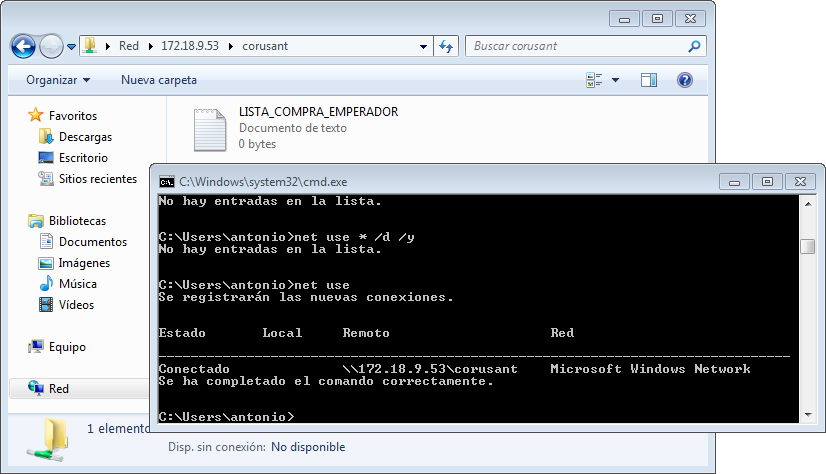 Red 172.18.9.53 corusant
Buscar corusant
Organizar Nueva carpeta
Favoritos
Descargas
Escritorio
Sitios recientes
Bibliotecas
Documentos
Imágenes
Música
Vídeos
Equipo
Red
LISTA_COMPRA_EMPERADOR
Documento de texto
0 bytes
C:\Windows\system32\cmd.exe
No hay entradas en la lista.
C:\Users\antonio>net use * /d /y
No hay entradas en la lista.
C:\Users\antonio>net use
Se registrarán las nuevas conexiones.
Estado Local Remoto Red
-------------------------------------------------------------------------------
Conectado \\172.18.9.53\corusant Microsoft Windows Network
Se ha completado el comando correctamente.
C:\Users\antonio>
1 elemento
Disp. sin conexión: No disponible